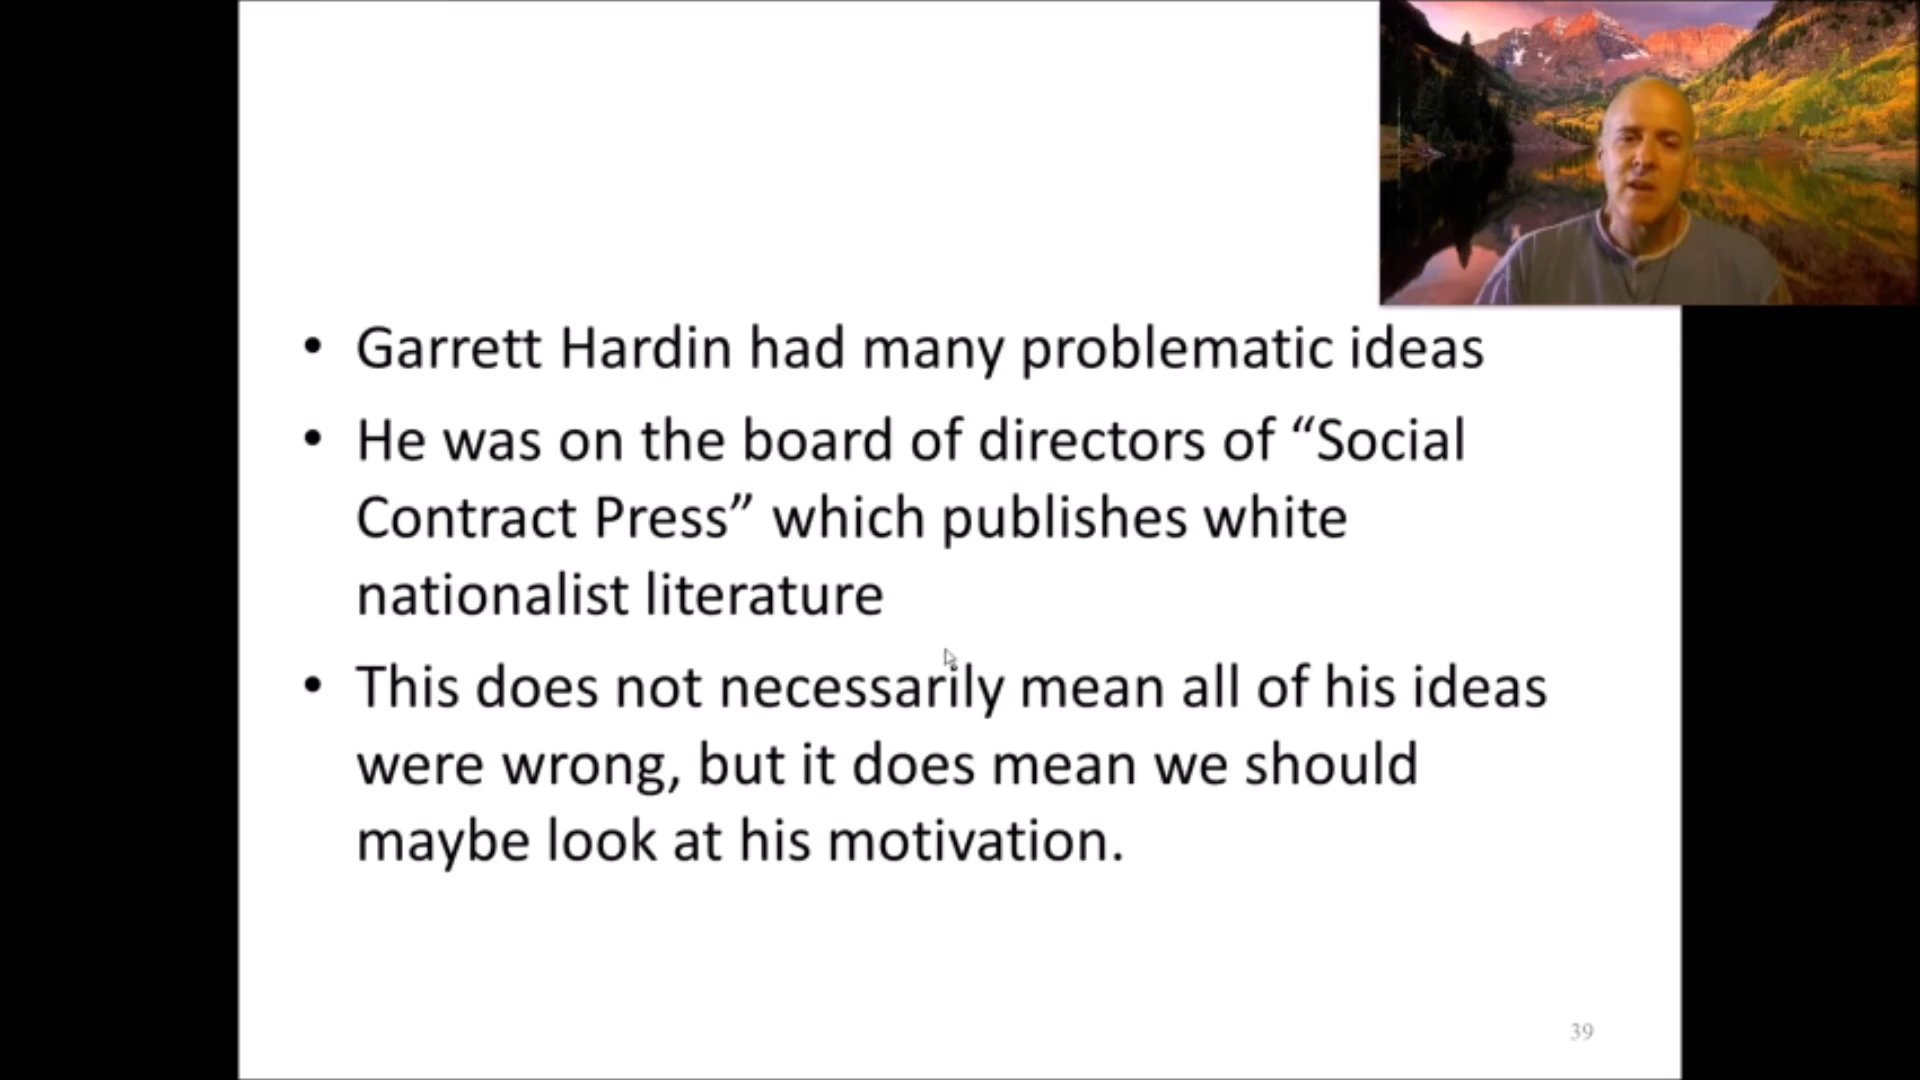 • Garrett Hardin had many problematic ideas
• He was on the board of directors of “Social
Contract Press” which publishes white
nationalist literature
• This does not necessarily mean all of his ideas
were wrong, but it does mean we should
maybe look at his motivation.
39